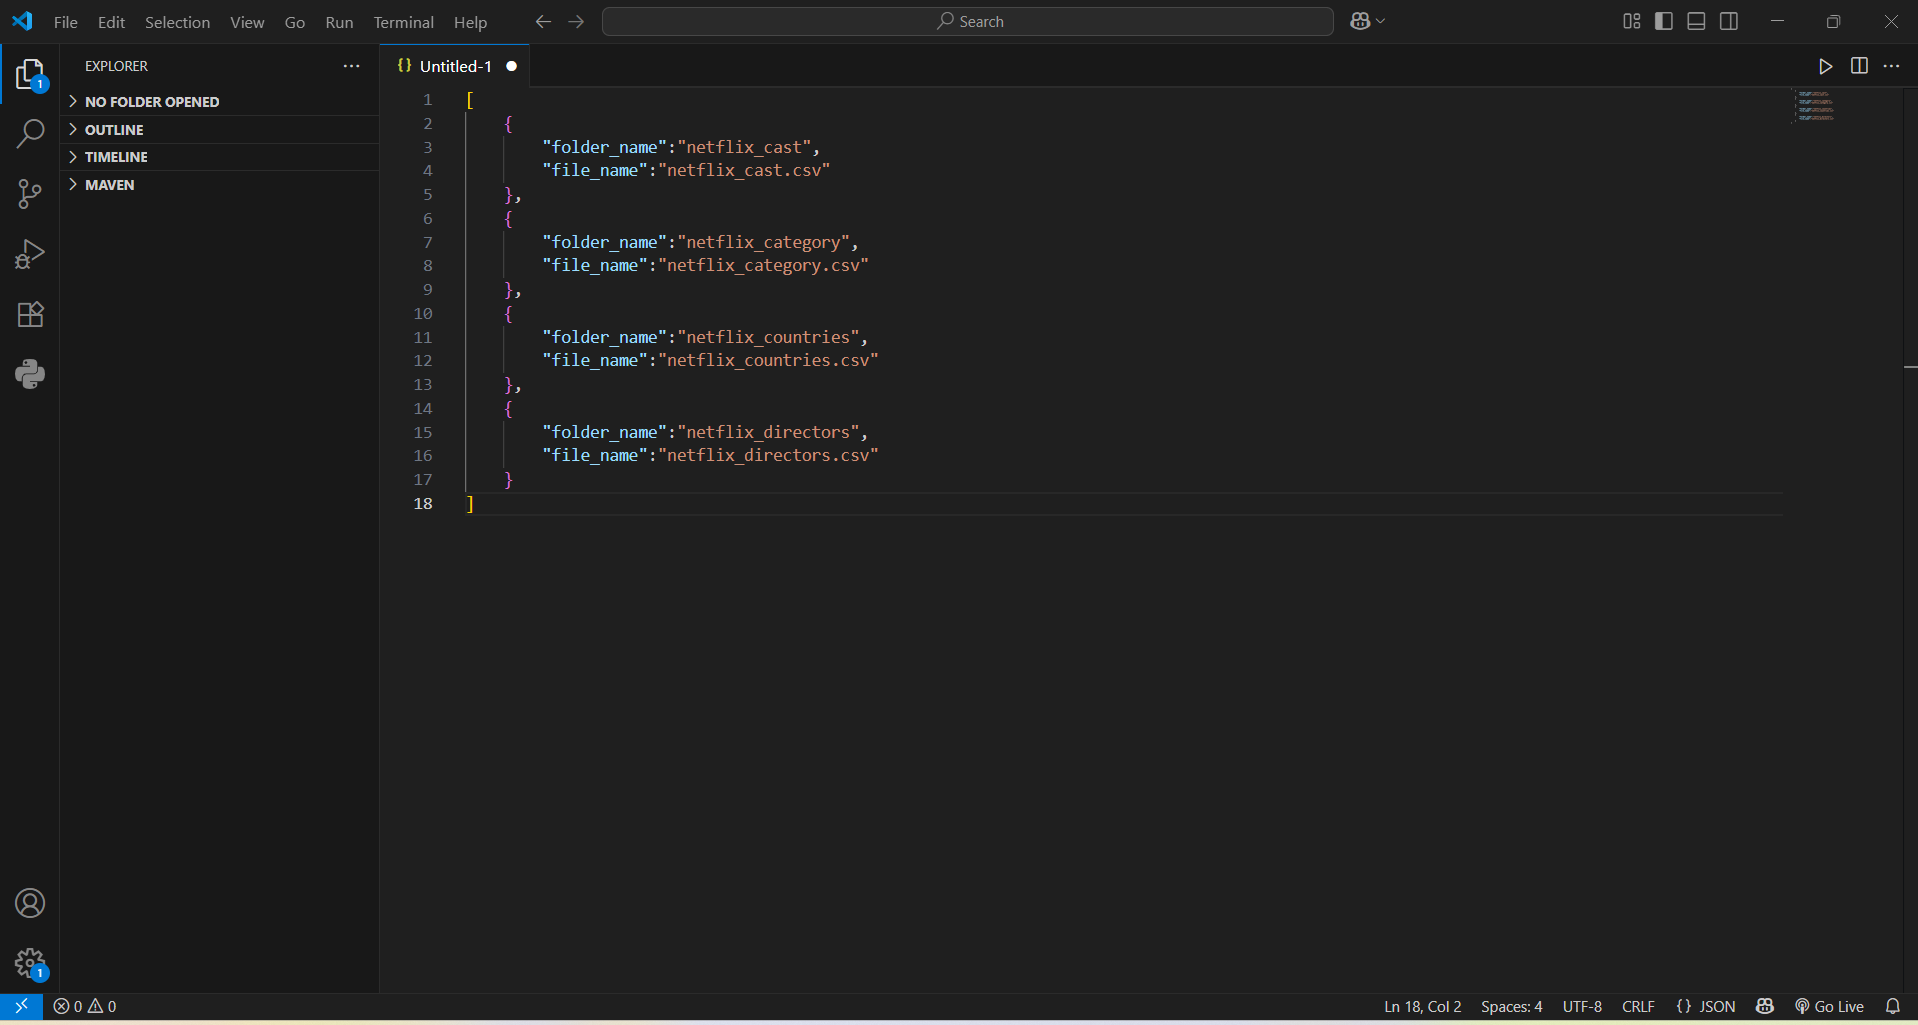 File Edit Selection View Go Run Terminal Help
Search
EXPLORER
Untitled-1
1
NO FOLDER OPENED
OUTLINE
TIMELINE
MAVEN
1 [
2 {
3 "folder_name":"netflix_cast",
4 "file_name":"netflix_cast.csv"
5 },
6 {
7 "folder_name":"netflix_category",
8 "file_name":"netflix_category.csv"
9 },
10 {
11 "folder_name":"netflix_countries",
12 "file_name":"netflix_countries.csv"
13 },
14 {
15 "folder_name":"netflix_directors",
16 "file_name":"netflix_directors.csv"
17 }
18 ]
1
0 0 Ln 18, Col 2 Spaces: 4 UTF-8 CRLF {} JSON Go Live